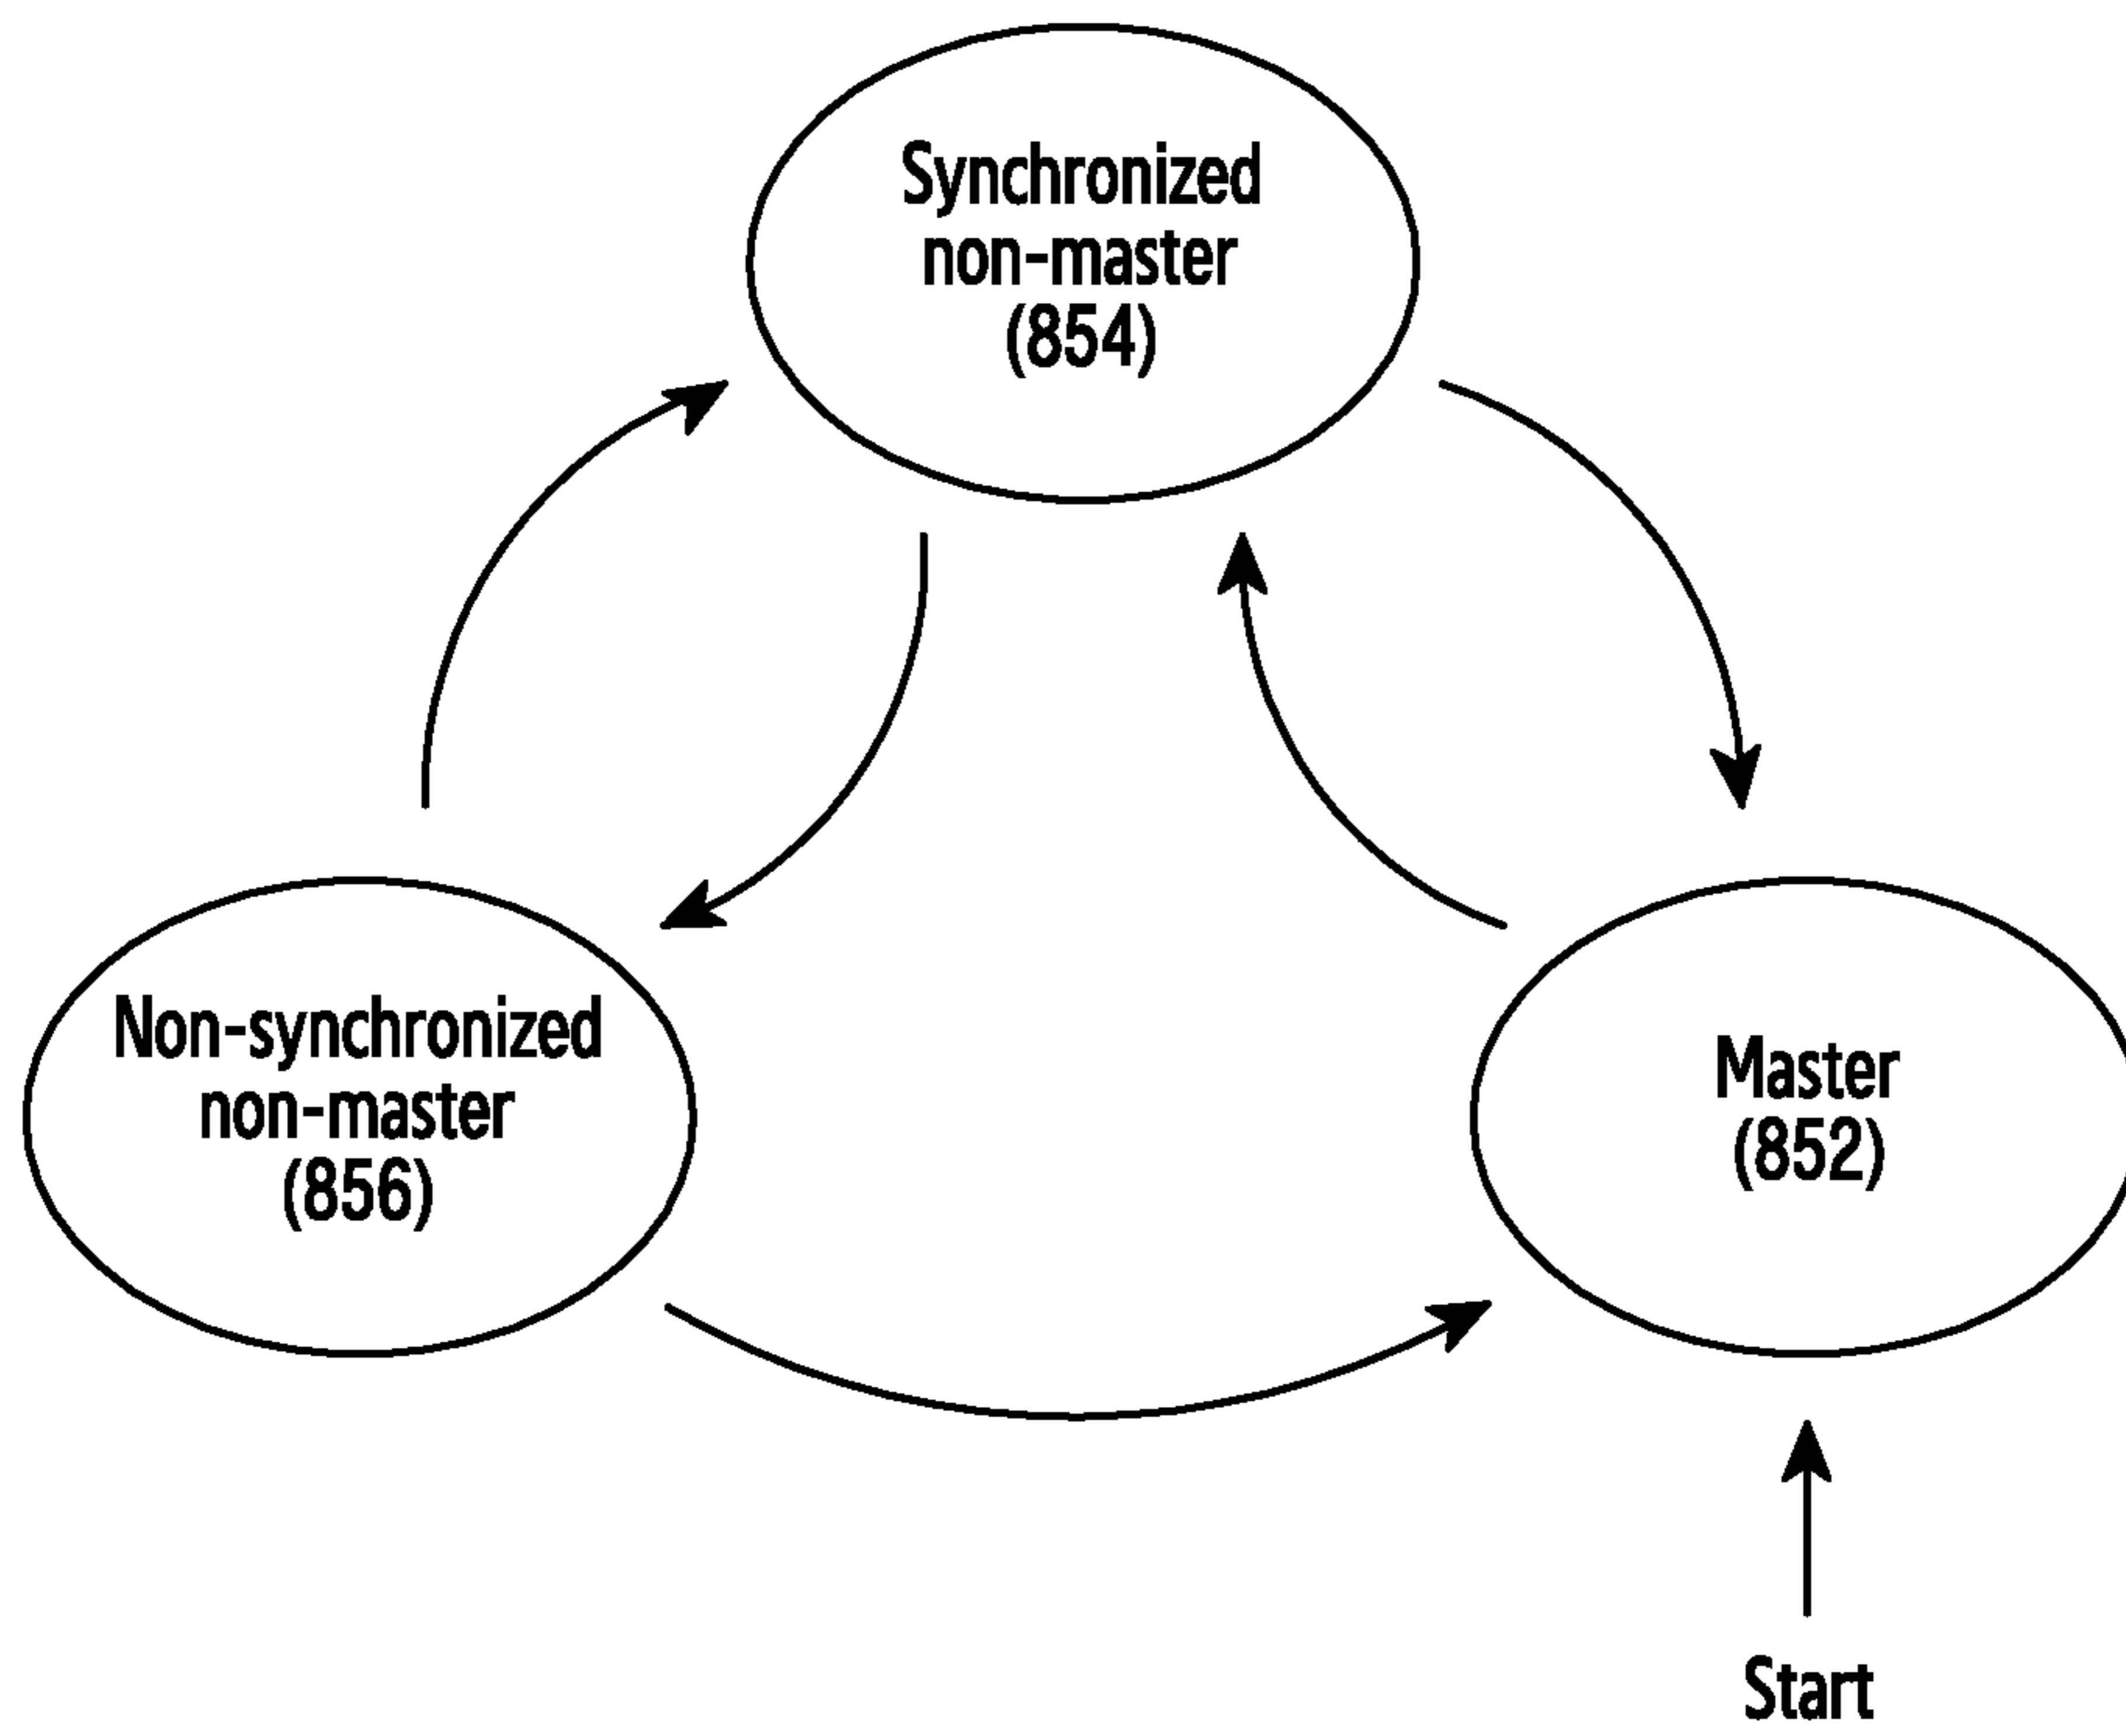 Synchronized
non-master
(854)
Non-synchronized
non-master
(856)
Master
(852)
Start